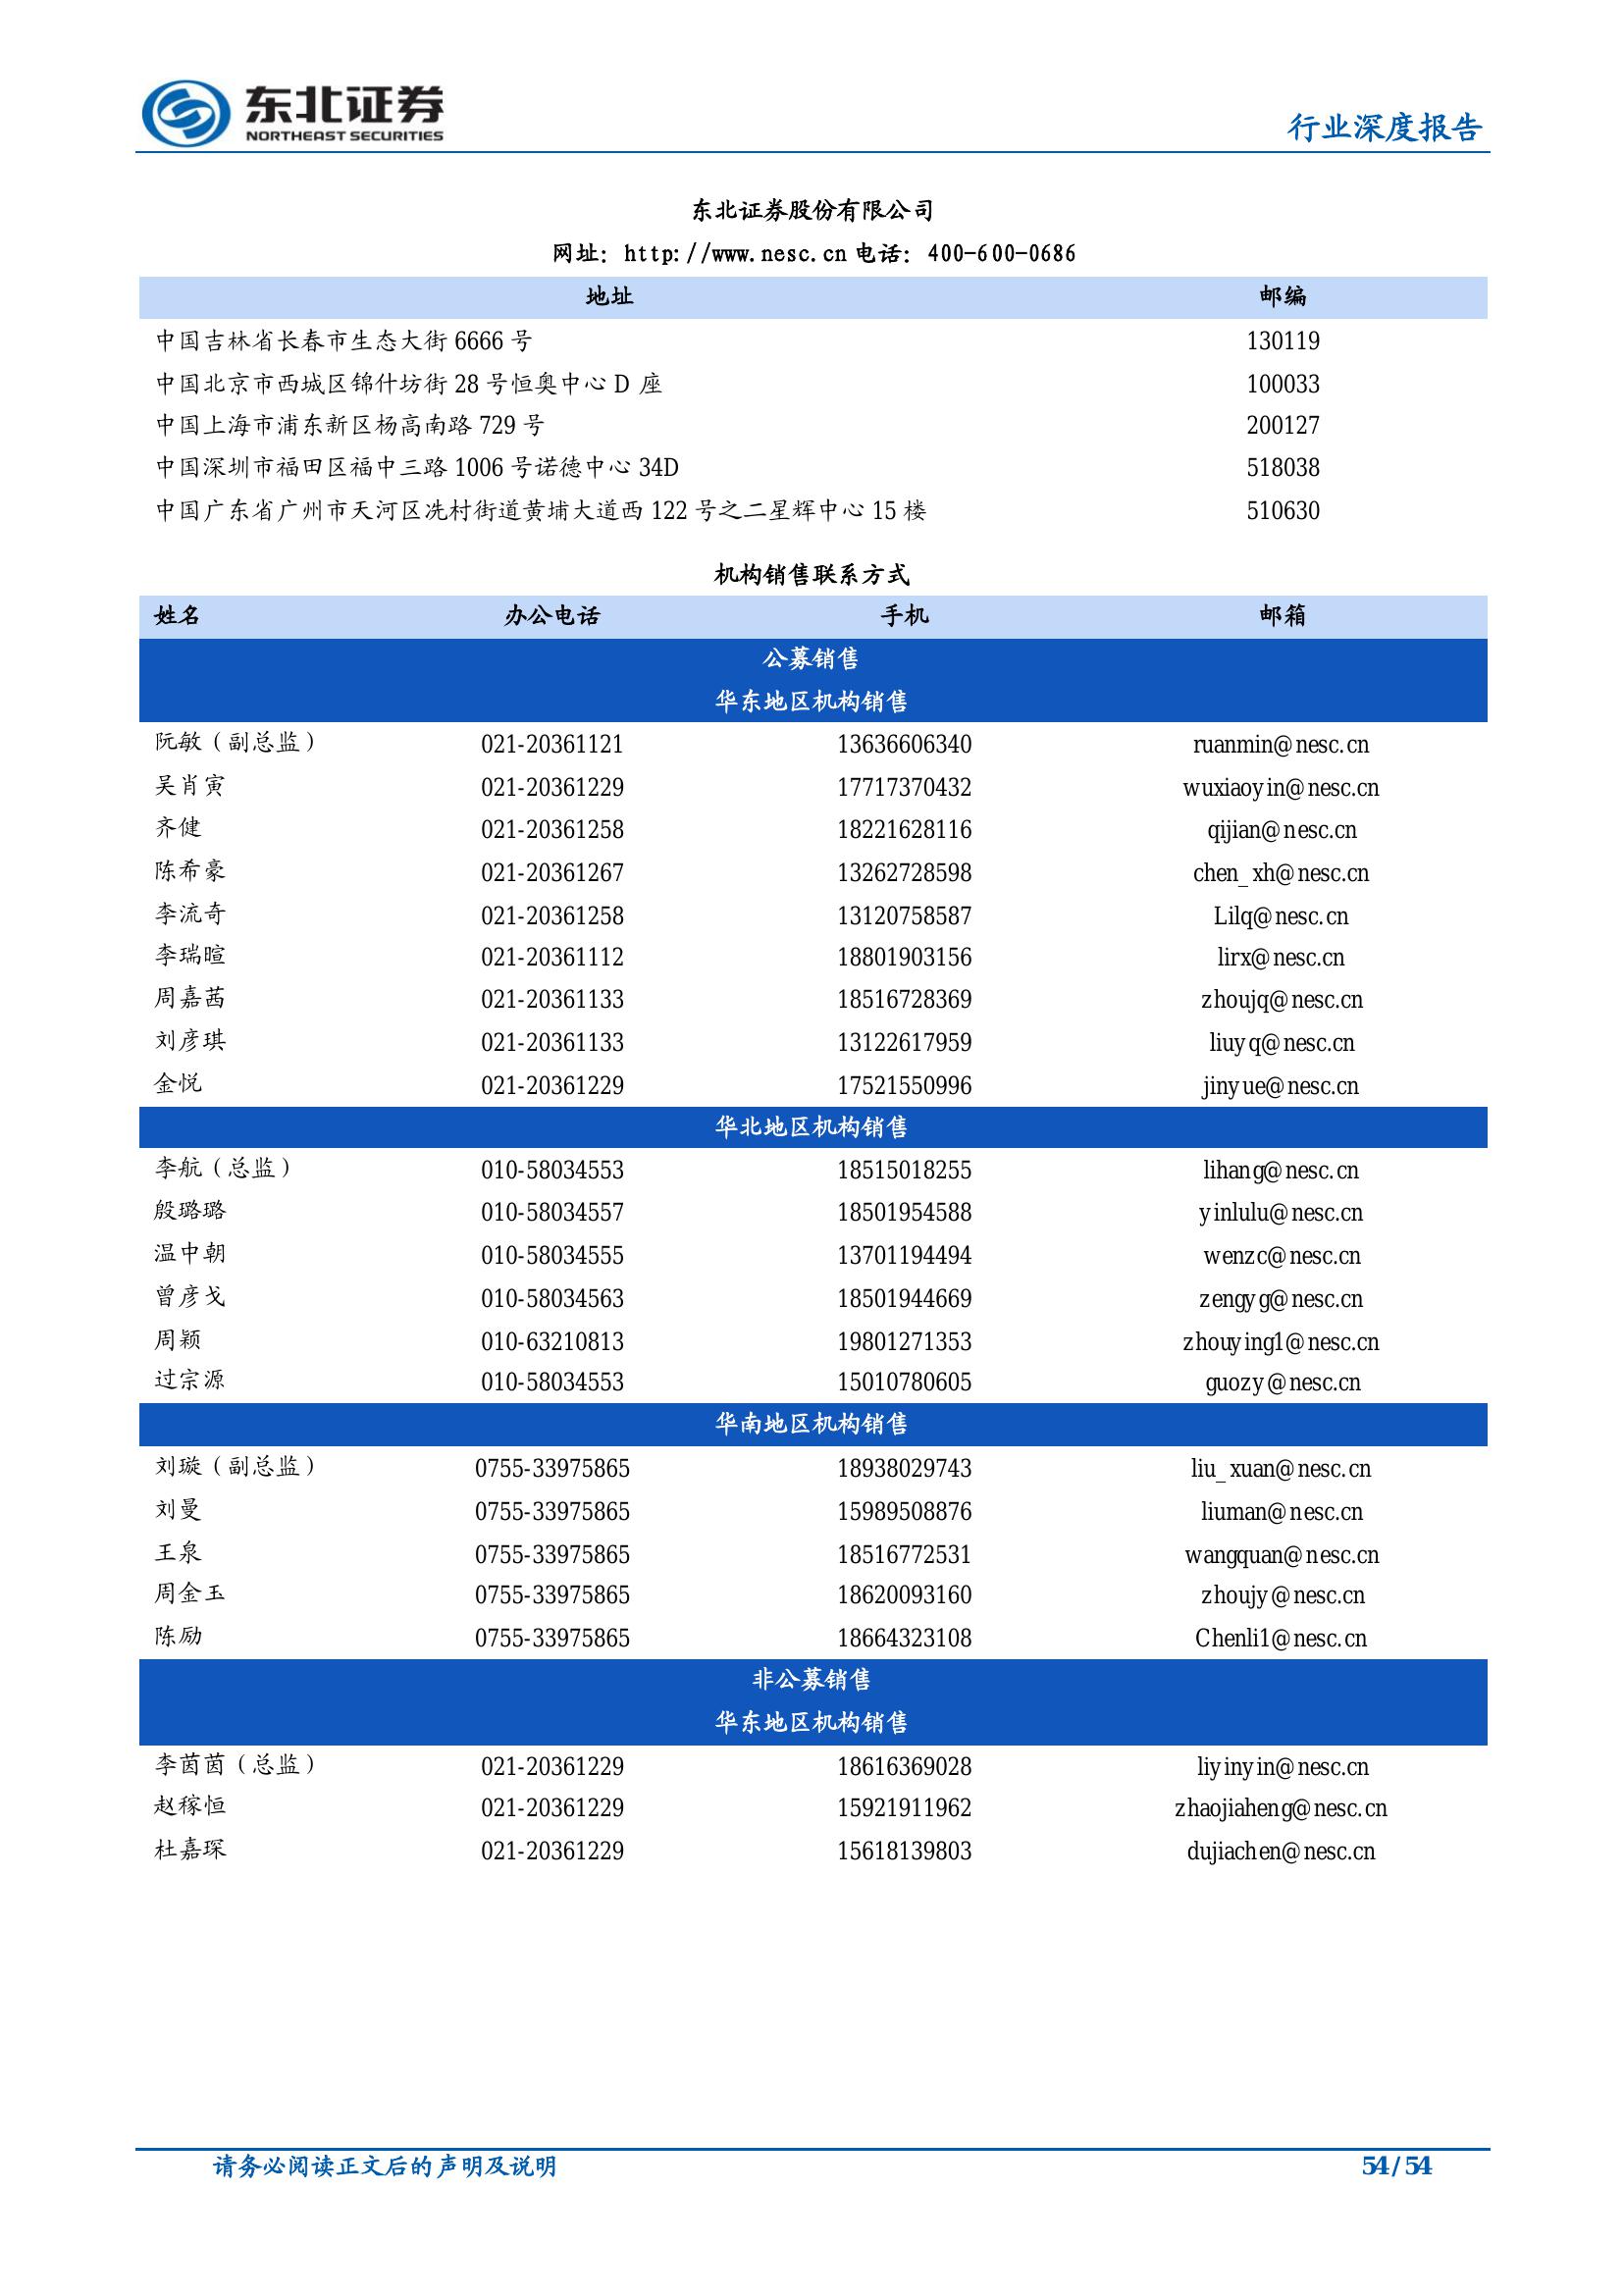 东北证券
NORTHEAST SECURITIES
行业深度报告
东北证券股份有限公司
网址：http://www.nesc.cn 电话：400-600-0686
地址 邮编
中国吉林省长春市生态大街 6666 号 130119
中国北京市西城区锦什坊街 28 号恒奥中心 D 座 100033
中国上海市浦东新区杨高南路 729 号 200127
中国深圳市福田区福中三路 1006 号诺德中心 34D 518038
中国广东省广州市天河区冼村街道黄埔大道西 122 号之二星辉中心 15 楼 510630
机构销售联系方式
姓名 办公电话 手机 邮箱
公募销售
华东地区机构销售
阮敏（副总监） 021-20361121 13636606340 ruanmin@nesc.cn
吴肖寅 021-20361229 17717370432 wuxiaoyin@nesc.cn
齐健 021-20361258 18221628116 qijian@nesc.cn
陈希豪 021-20361267 13262728598 chen_xh@nesc.cn
李流奇 021-20361258 13120758587 Lilq@nesc.cn
李瑞暄 021-20361112 18801903156 lirx@nesc.cn
周嘉茜 021-20361133 18516728369 zhoujq@nesc.cn
刘彦琪 021-20361133 13122617959 liuyq@nesc.cn
金悦 021-20361229 17521550996 jinyue@nesc.cn
华北地区机构销售
李航（总监） 010-58034553 18515018255 lihang@nesc.cn
殷璐璐 010-58034557 18501954588 yinlulu@nesc.cn
温中朝 010-58034555 13701194494 wenzc@nesc.cn
曾彦戈 010-58034563 18501944669 zengyg@nesc.cn
周颖 010-63210813 19801271353 zhouying1@nesc.cn
过宗源 010-58034553 15010780605 guozy@nesc.cn
华南地区机构销售
刘璇（副总监） 0755-33975865 18938029743 liu_xuan@nesc.cn
刘曼 0755-33975865 15989508876 liuman@nesc.cn
王泉 0755-33975865 18516772531 wangquan@nesc.cn
周金玉 0755-33975865 18620093160 zhoujy@nesc.cn
陈励 0755-33975865 18664323108 Chenli1@nesc.cn
非公募销售
华东地区机构销售
李茵茵（总监） 021-20361229 18616369028 liyinyin@nesc.cn
赵稼恒 021-20361229 15921911962 zhaojiaheng@nesc.cn
杜嘉琛 021-20361229 15618139803 dujiachen@nesc.cn
请务必阅读正文后的声明及说明 54/54